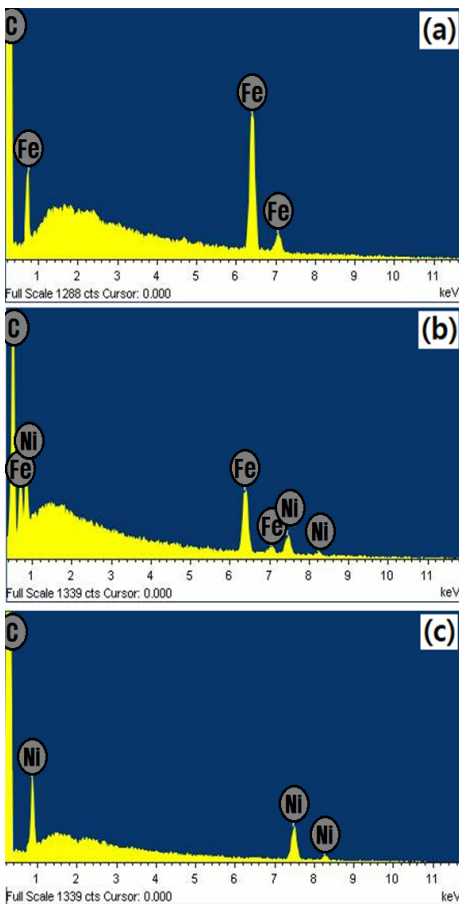 C
(a)
Fe
Fe
Fe
1 2 3 4 5 6 7 8 9 10 11
Full Scale 1288 cts Cursor: 0.000 keV
C
(b)
Ni
Fe
Fe
Fe
Ni
Ni
1 2 3 4 5 6 7 8 9 10 11
Full Scale 1339 cts Cursor: 0.000 keV
C
(c)
Ni
Ni
Ni
1 2 3 4 5 6 7 8 9 10 11
Full Scale 1339 cts Cursor: 0.000 keV